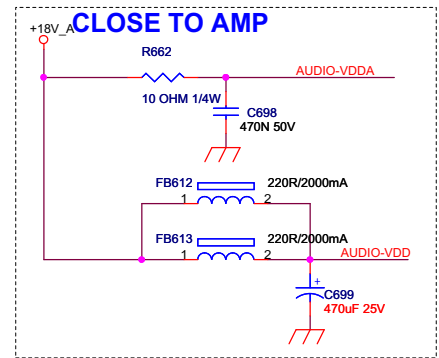 CLOSE TO AMP
+18V_A
R662
AUDIO-VDDA
10 OHM 1/4W
C698
470N 50V
FB612 220R/2000mA
1 2
FB613 220R/2000mA
1 2
AUDIO-VDD
+
C699
470uF 25V